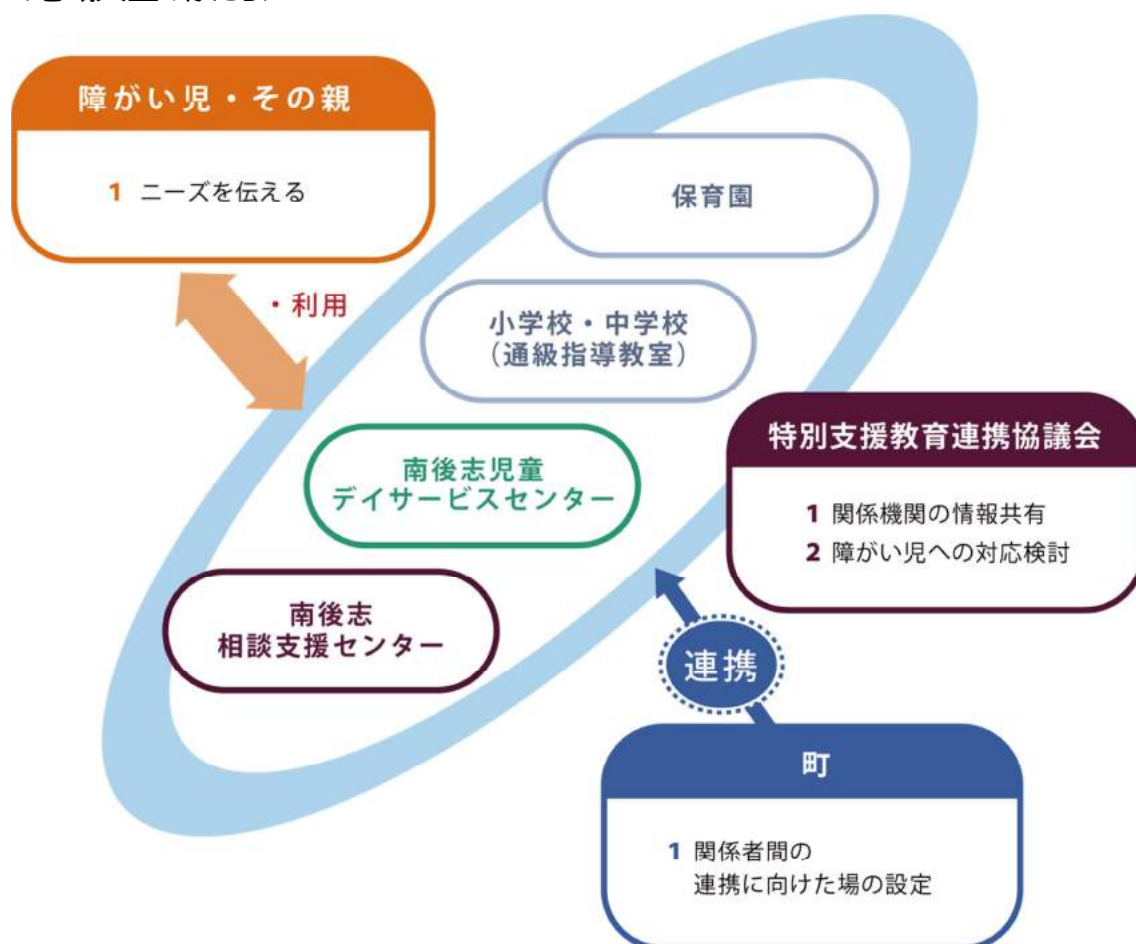 障がい児・その親
1 ニーズを伝える
・利用
保育園
小学校・中学校
（通級指導教室）
南後志児童
デイサービスセンター
南後志
相談支援センター
特別支援教育連携協議会
1 関係機関の情報共有
2 障がい児への対応検討
連携
町
1 関係者間の
連携に向けた場の設定